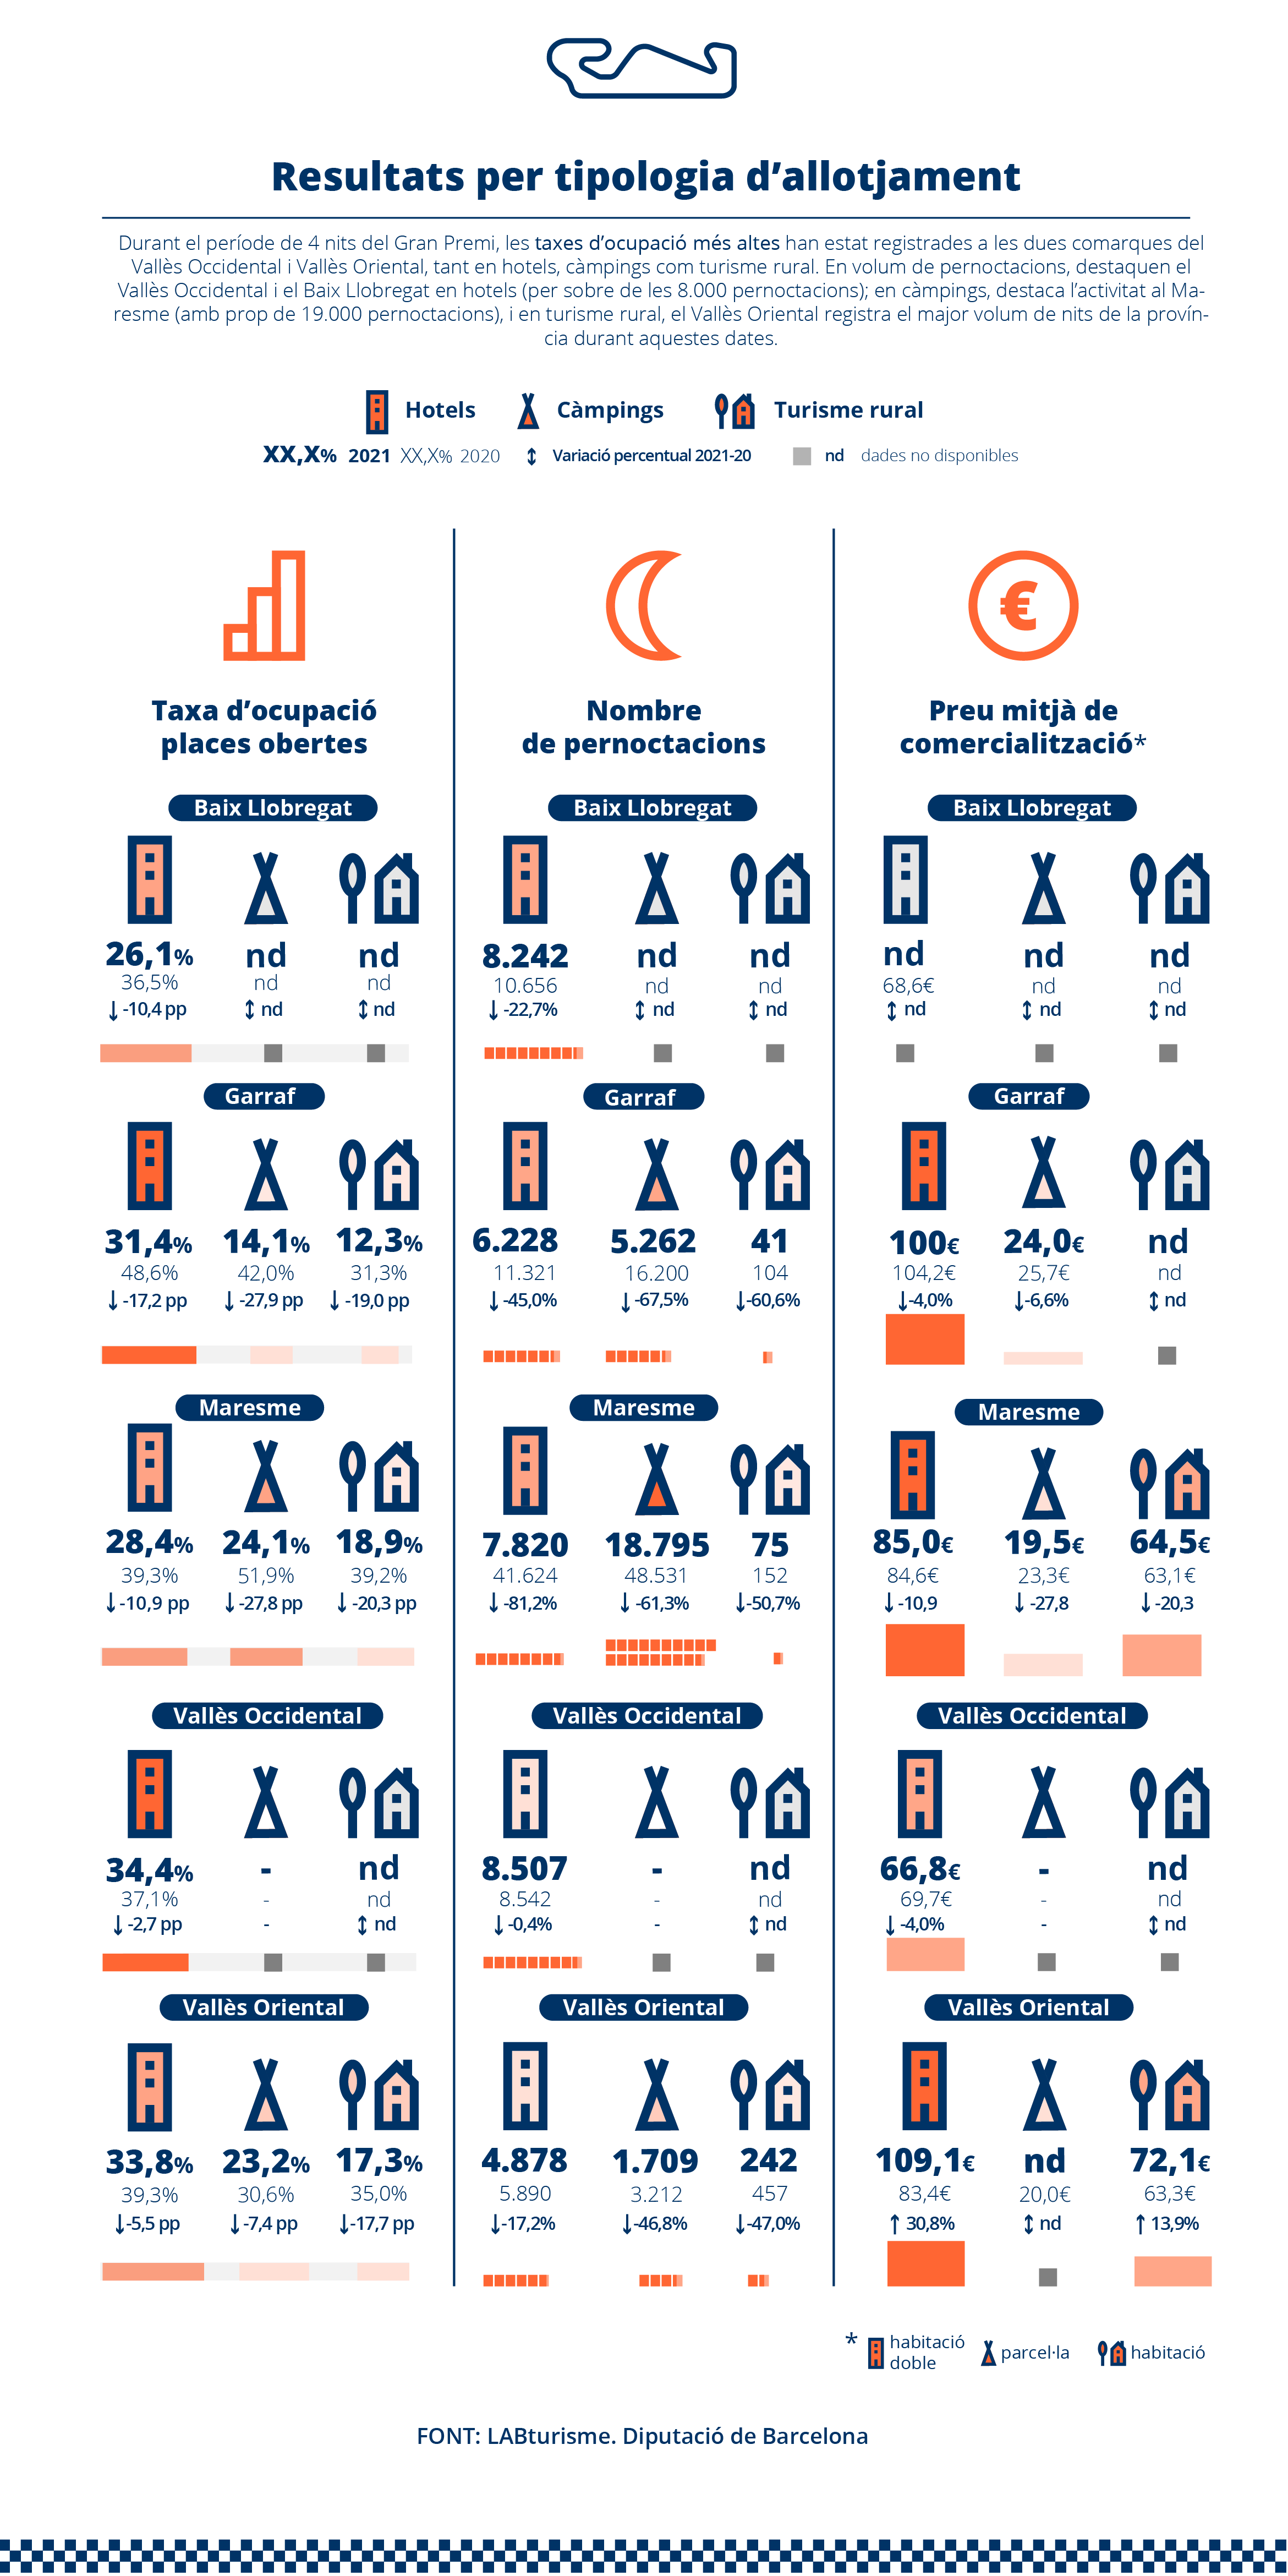 Resultats per tipologia d’allotjament
Durant el període de 4 nits del Gran Premi, les taxes d’ocupació més altes han estat registrades a les dues comarques del
Vallès Occidental i Vallès Oriental, tant en hotels, càmpings com turisme rural. En volum de pernoctacions, destaquen el
Vallès Occidental i el Baix Llobregat en hotels (per sobre de les 8.000 pernoctacions); en càmpings, destaca l’activitat al Ma-
resme (amb prop de 19.000 pernoctacions), i en turisme rural, el Vallès Oriental registra el major volum de nits de la provín-
cia durant aquestes dates.
Hotels Càmpings Turisme rural
XX,X% 2021 XX,X% 2020 ↕ Variació percentual 2021-20 nd dades no disponibles
€
Taxa d’ocupació
places obertes
Baix Llobregat
26,1% nd nd
36,5% nd nd
↓ -10,4 pp ↕ nd ↕ nd
Garraf
31,4% 14,1% 12,3%
48,6% 42,0% 31,3%
↓ -17,2 pp ↓ -27,9 pp ↓ -19,0 pp
Maresme
28,4% 24,1% 18,9%
39,3% 51,9% 39,2%
↓ -10,9 pp ↓ -27,8 pp ↓ -20,3 pp
Vallès Occidental
34,4% - nd
37,1% - nd
↓ -2,7 pp - ↕ nd
Vallès Oriental
33,8% 23,2% 17,3%
39,3% 30,6% 35,0%
↓ -5,5 pp ↓ -7,4 pp ↓ -17,7 pp
Nombre
de pernoctacions
Baix Llobregat
8.242 nd nd
10.656 nd nd
↓ -22,7% ↕ nd ↕ nd
Garraf
6.228 5.262 41
11.321 16.200 104
↓ -45,0% ↓ -67,5% ↓ -60,6%
Maresme
7.820 18.795 75
41.624 48.531 152
↓ -81,2% ↓ -61,3% ↓ -50,7%
Vallès Occidental
8.507 - nd
8.542 - nd
↓ -0,4% - ↕ nd
Vallès Oriental
4.878 1.709 242
5.890 3.212 457
↓ -17,2% ↓ -46,8% ↓ -47,0%
Preu mitjà de
comercialització*
Baix Llobregat
nd nd nd
68,6€ nd nd
↕ nd ↕ nd ↕ nd
Garraf
100€ 24,0€ nd
104,2€ 25,7€ nd
↓ -4,0% ↓ -6,6% ↕ nd
Maresme
85,0€ 19,5€ 64,5€
84,6€ 23,3€ 63,1€
↓ -10,9 ↓ -27,8 ↓ -20,3
Vallès Occidental
66,8€ - nd
69,7€ - nd
↓ -4,0% - ↕ nd
Vallès Oriental
109,1€ nd 72,1€
83,4€ 20,0€ 63,3€
↑ 30,8% ↕ nd ↑ 13,9%
* habitació
doble
parcel·la
habitació
FONT: LABturisme. Diputació de Barcelona